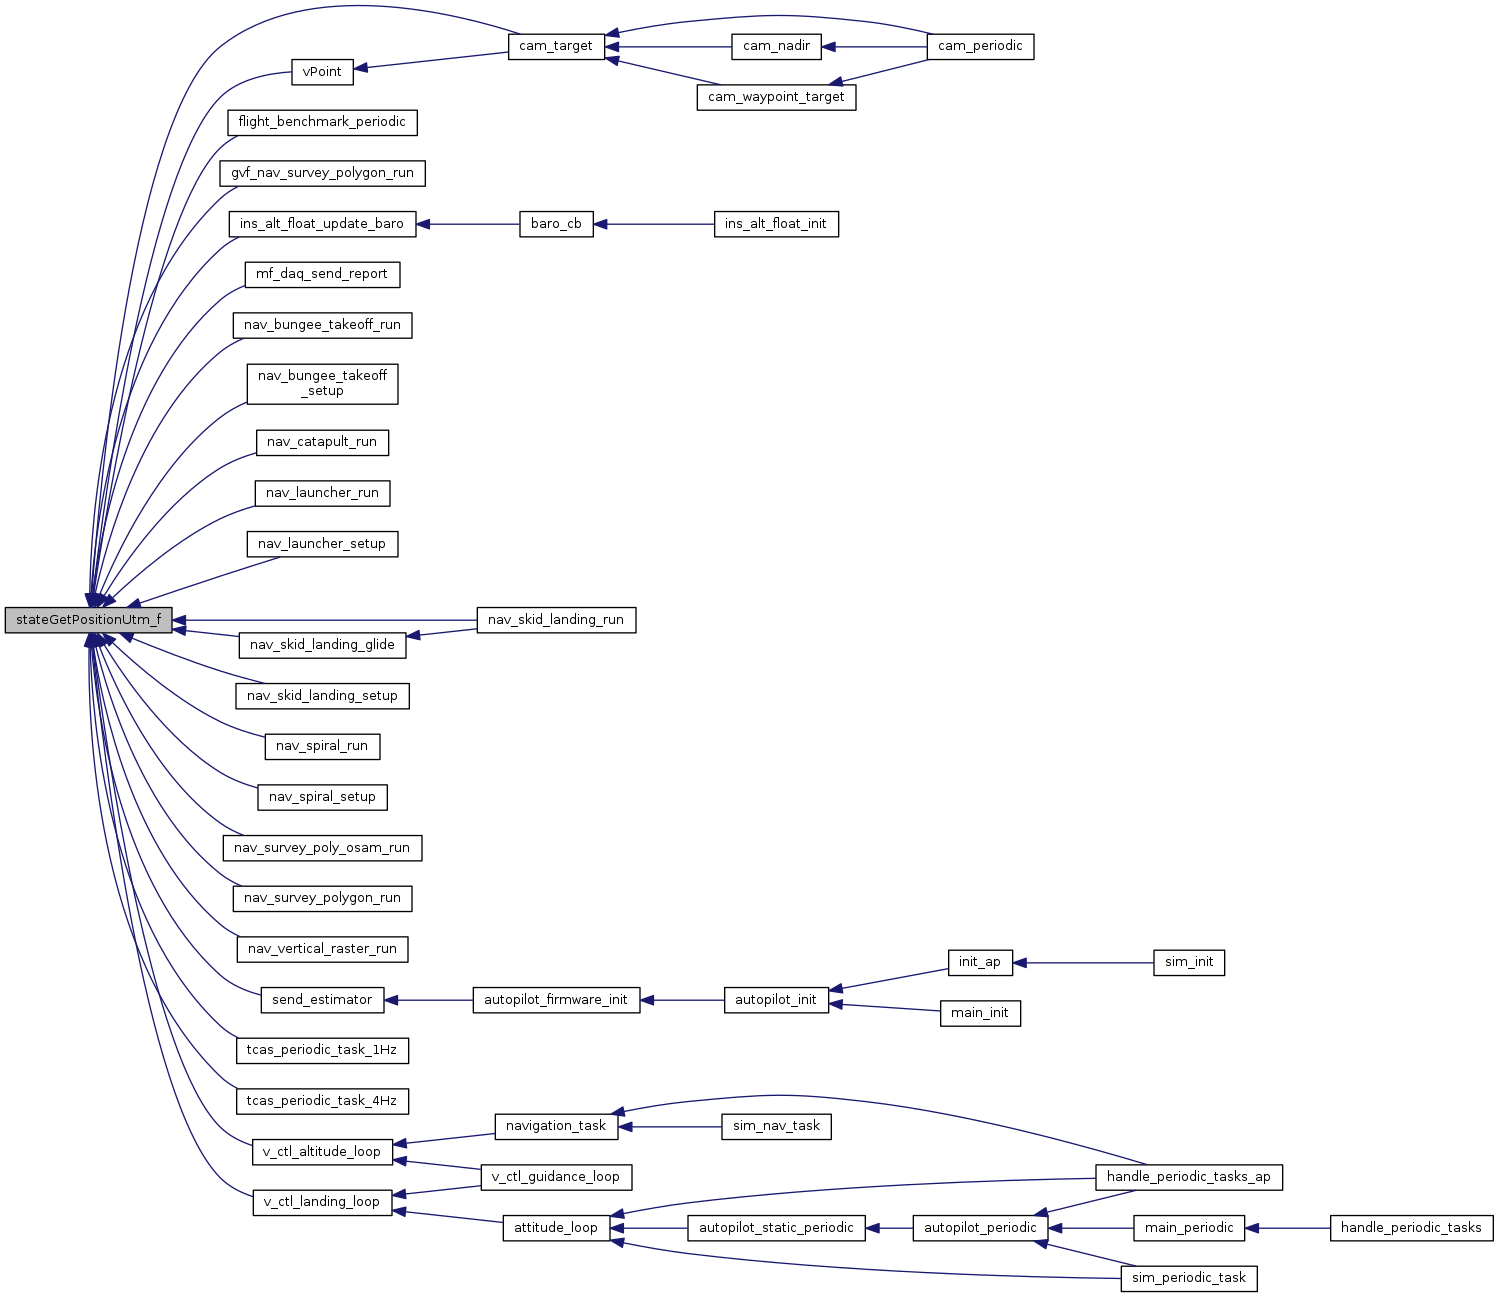 cam_target
cam_nadir
cam_periodic
vPoint
cam_waypoint_target
flight_benchmark_periodic
gvf_nav_survey_polygon_run
ins_alt_float_update_baro
baro_cb
ins_alt_float_init
mf_daq_send_report
nav_bungee_takeoff_run
nav_bungee_takeoff
_setup
nav_catapult_run
nav_launcher_run
nav_launcher_setup
stateGetPositionUtm_f
nav_skid_landing_run
nav_skid_landing_glide
nav_skid_landing_setup
nav_spiral_run
nav_spiral_setup
nav_survey_poly_osam_run
nav_survey_polygon_run
nav_vertical_raster_run
init_ap
sim_init
send_estimator
autopilot_firmware_init
autopilot_init
main_init
tcas_periodic_task_1Hz
tcas_periodic_task_4Hz
navigation_task
sim_nav_task
v_ctl_altitude_loop
v_ctl_guidance_loop
handle_periodic_tasks_ap
v_ctl_landing_loop
attitude_loop
autopilot_static_periodic
autopilot_periodic
main_periodic
handle_periodic_tasks
sim_periodic_task